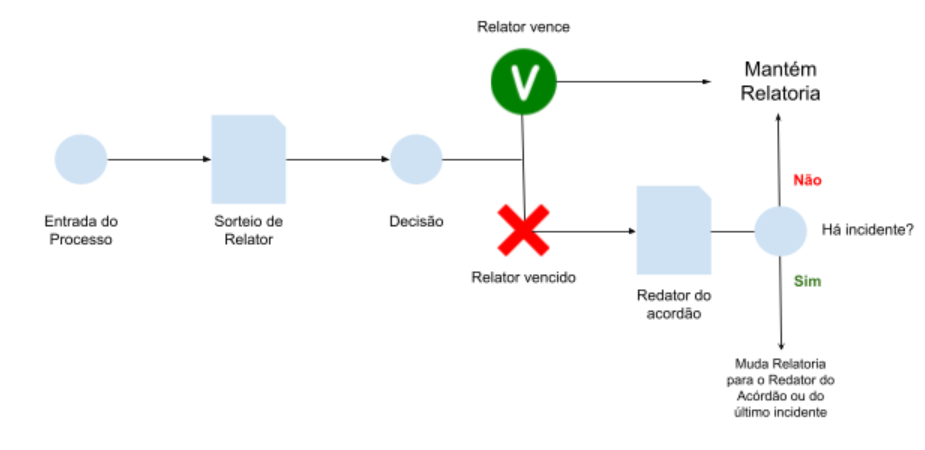 Relator vence
V
Mantém
Relatoria
Não
Entrada do
Processo
Sorteio de
Relator
Decisão
Há incidente?
Relator vencido
Sim
Redator do
acordão
Muda Relatoria
para o Redator do
Acórdão ou do
último incidente